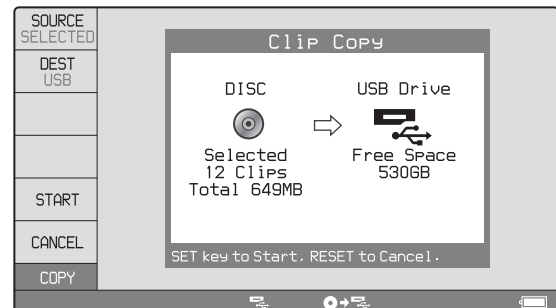 SOURCE
SELECTED
DEST
USB
START
CANCEL
COPY
Clip Copy
DISC
USB Drive
Selected
12 Clips
Total 649MB
Free Space
530GB
SET key to Start, RESET to Cancel.